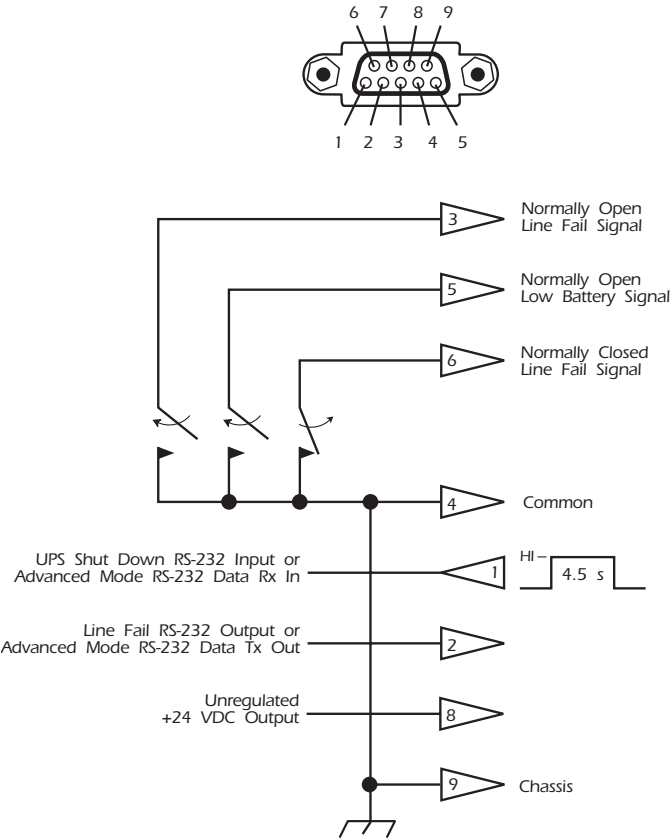 6 7 8 9
1 2 3 4 5
3 Normally Open
Line Fail Signal
5 Normally Open
Low Battery Signal
6 Normally Closed
Line Fail Signal
4 Common
UPS Shut Down RS-232 Input or
Advanced Mode RS-232 Data Rx In
1
HI
4.5 s
Line Fail RS-232 Output or
Advanced Mode RS-232 Data Tx Out
2
Unregulated
+24 VDC Output
8
9 Chassis